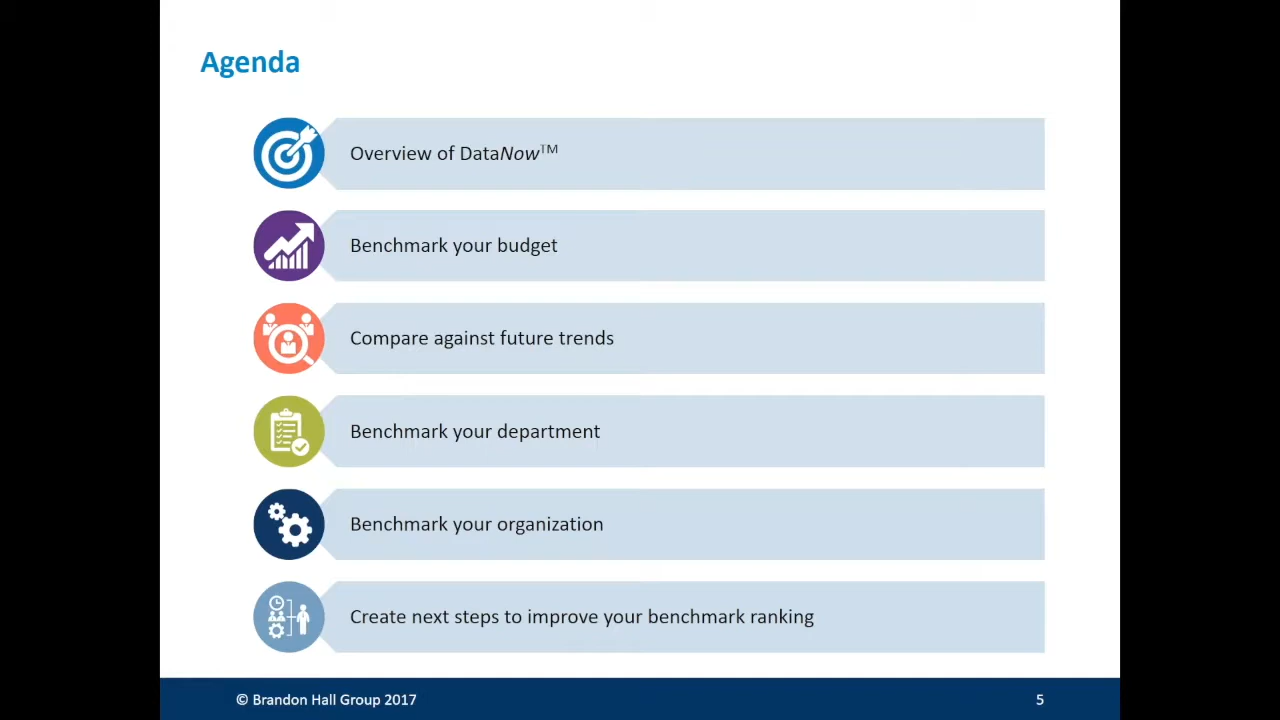 Agenda
Overview of DataNow™
Benchmark your budget
Compare against future trends
Benchmark your department
Benchmark your organization
Create next steps to improve your benchmark ranking
© Brandon Hall Group 2017
5